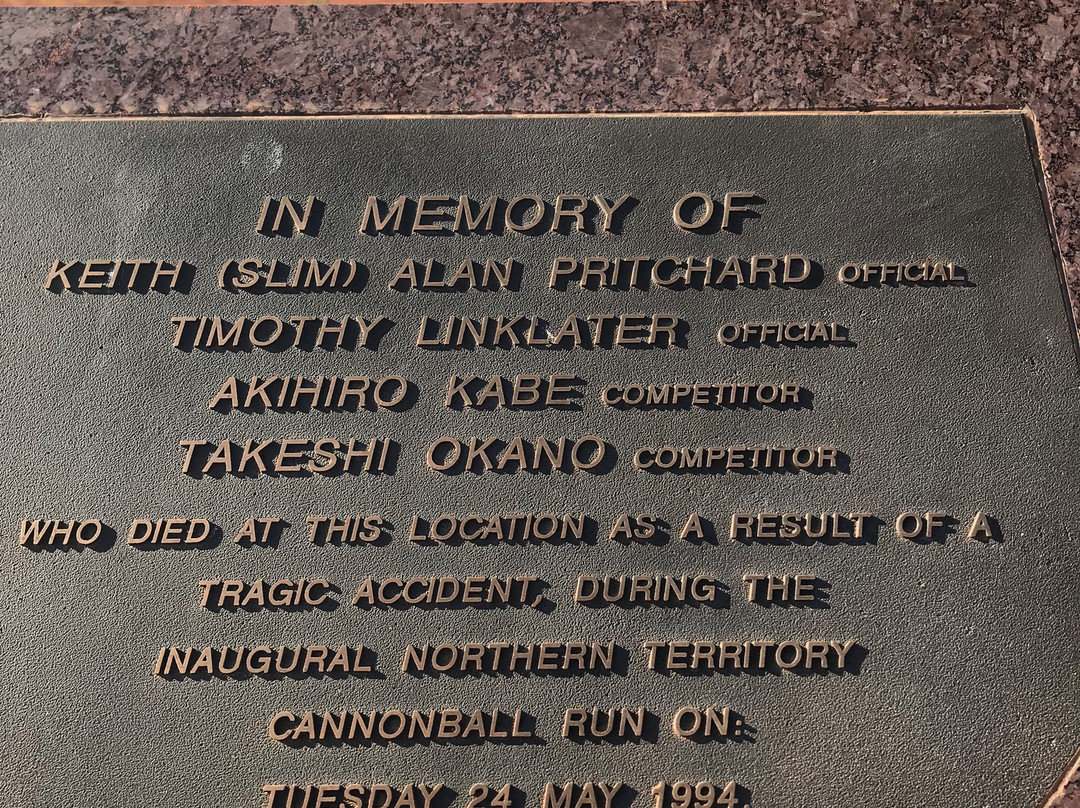 IN MEMORY OF
KEITH (SLIM) ALAN PRITCHARD OFFICIAL
TIMOTHY LINKLATER OFFICIAL
AKIHIRO KABE COMPETITOR
TAKESHI OKANO COMPETITOR
WHO DIED AT THIS LOCATION AS A RESULT OF A
TRAGIC ACCIDENT, DURING THE
INAUGURAL NORTHERN TERRITORY
CANNONBALL RUN ON:
TUESDAY 24 MAY 1994.